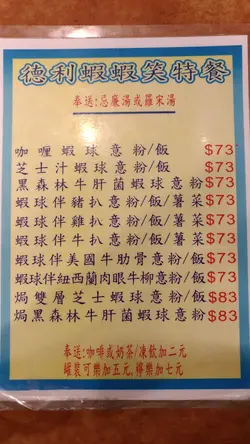 德利蝦蝦笑特餐
奉送:忌廉湯或羅宋湯
咖喱蝦球意粉/飯 $73
芝士汁蝦球意粉/飯 $73
黑森林牛肝菌蝦球意粉 $73
蝦球伴豬扒意粉/飯/薯菜 $73
蝦球伴雞扒意粉/飯/薯菜 $73
蝦球伴牛扒意粉/飯/薯菜 $73
蝦球伴美國牛肋骨意粉/飯 $73
蝦球伴紐西蘭肉眼牛柳意粉/飯 $73
焗雙層芝士蝦球意粉/飯 $83
焗黑森林牛肝菌蝦球意粉 $83
奉送:咖啡或奶茶/凍飲加二元
罐裝可樂加五元,檸樂加七元